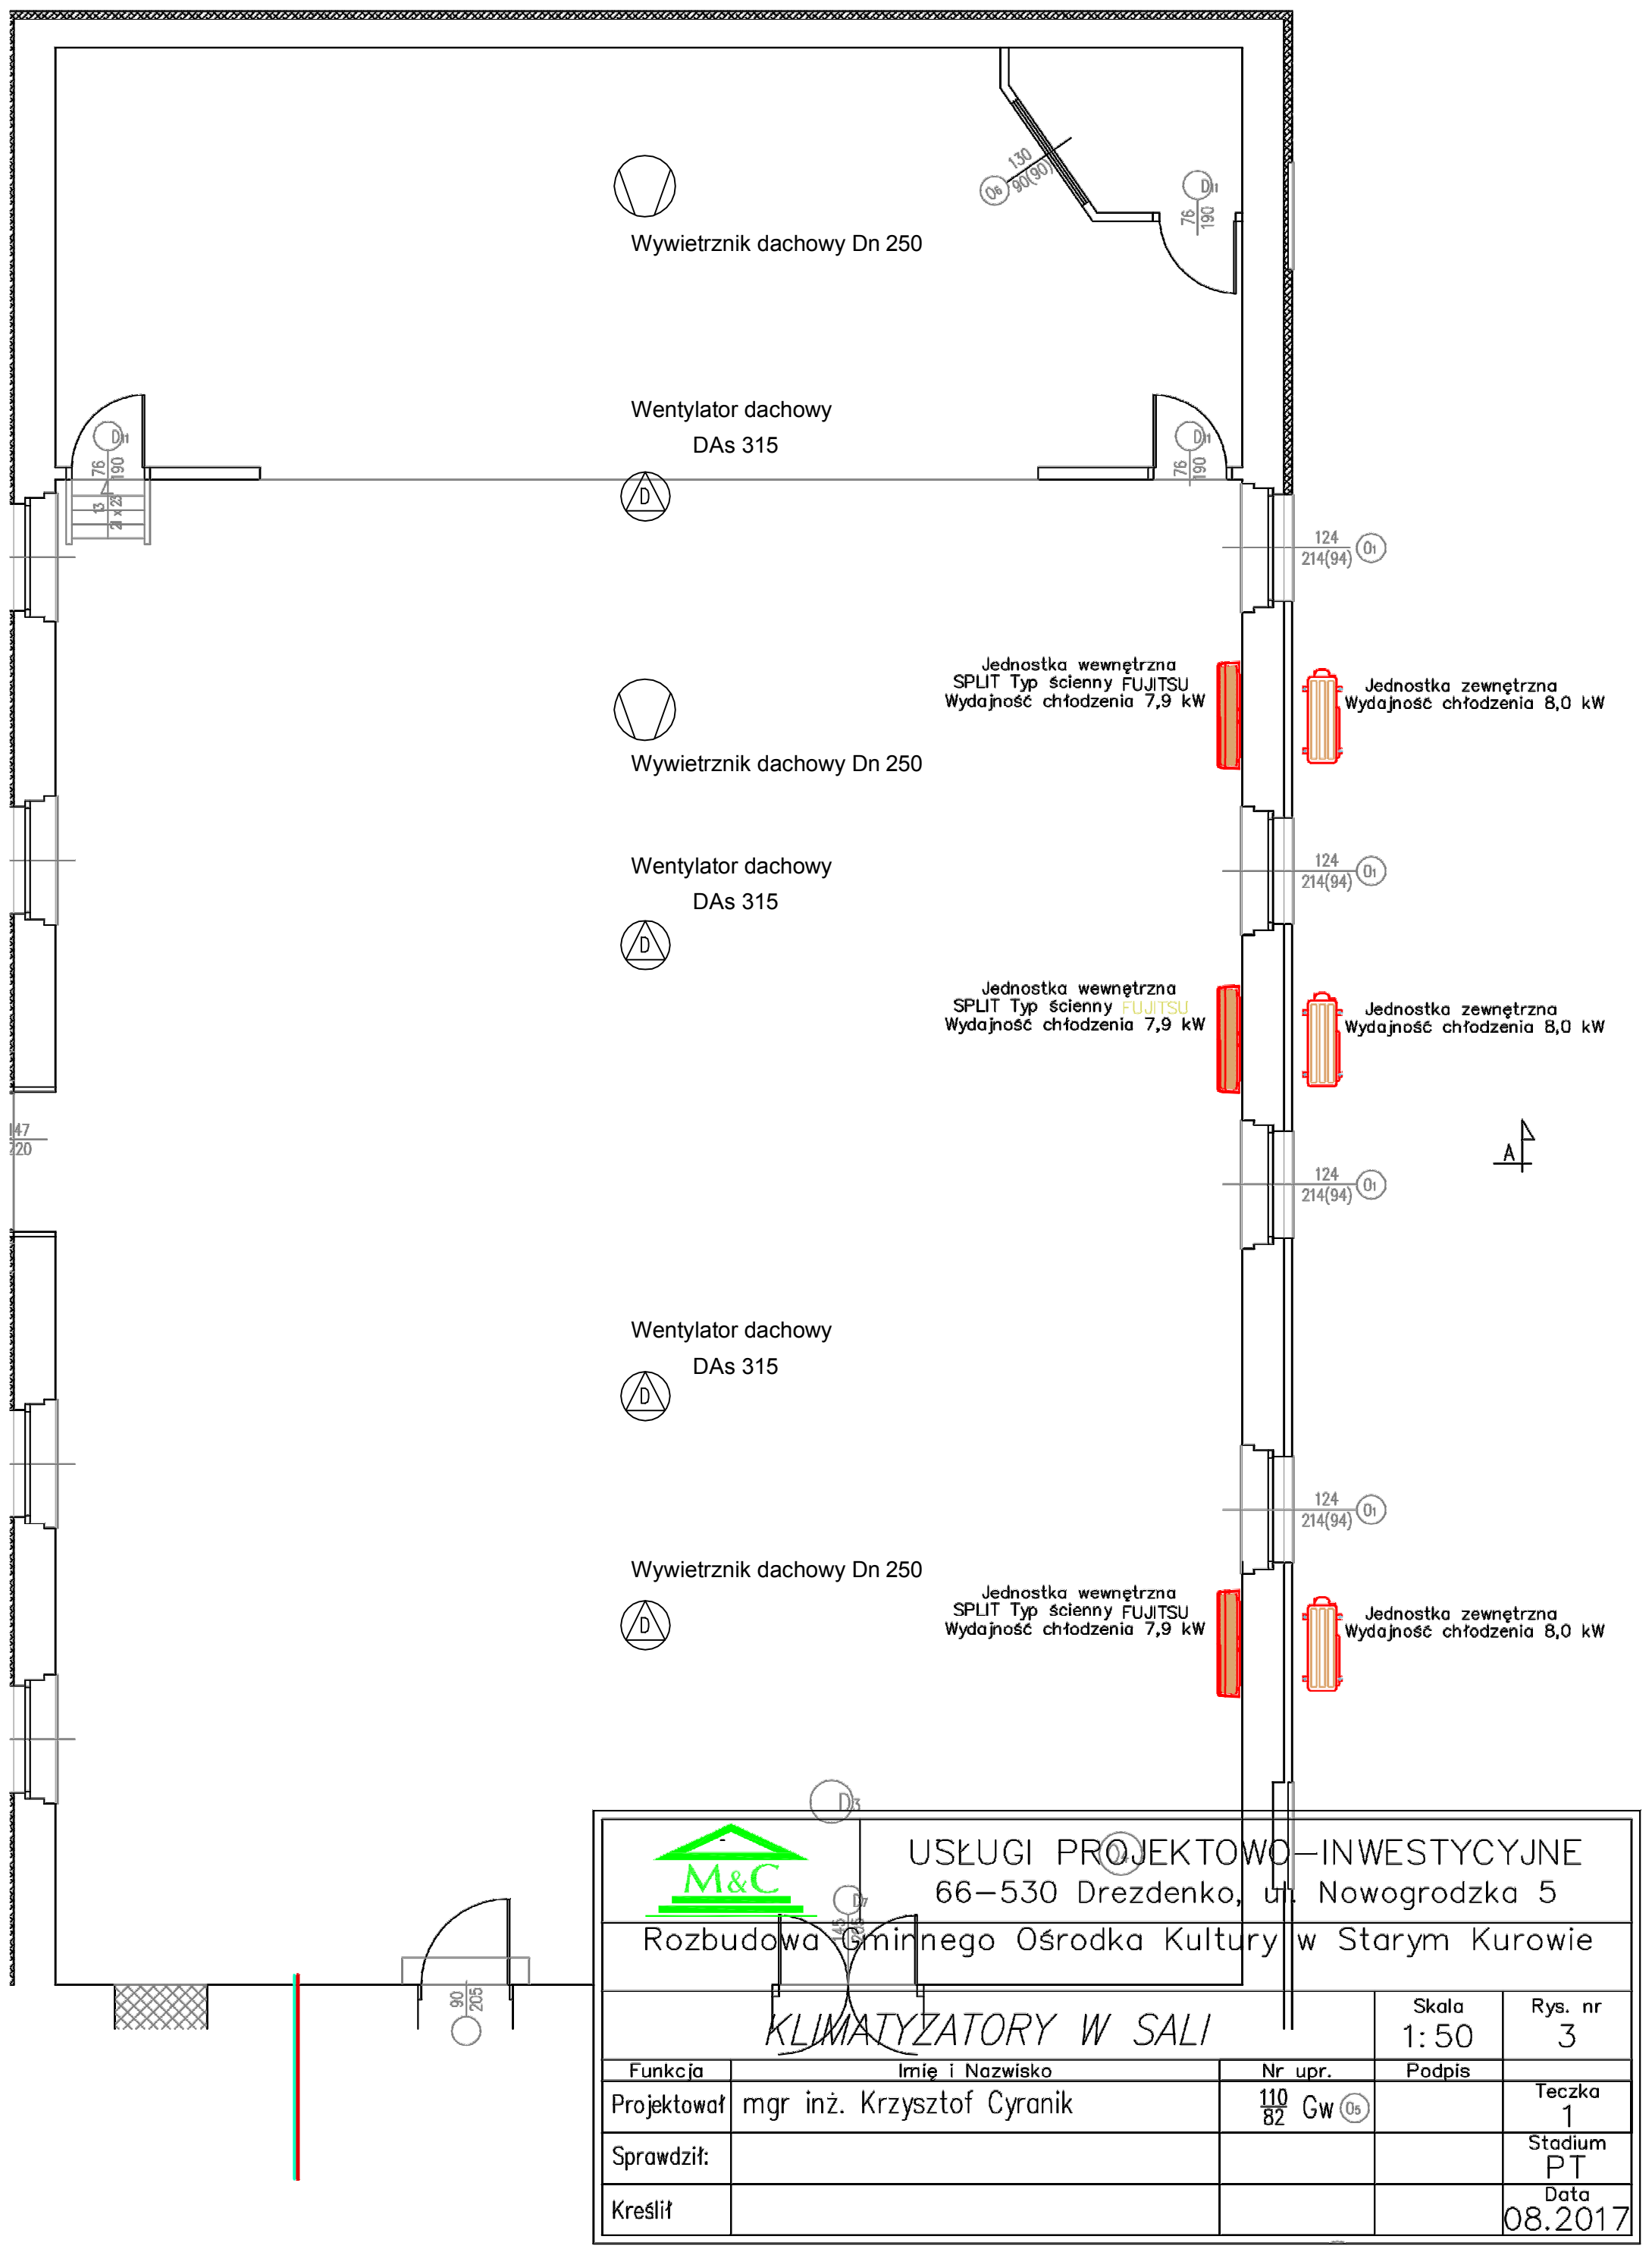 130
90(90)
O6
D11
76
190
Wywietrznik dachowy Dn 250
Wentylator dachowy
DAs 315
D11
76
190
D11
76
190
13
21 x 23
D
124
214(94)
O1
Jednostka wewnętrzna
SPLIT Typ ścienny FUJITSU
Wydajność chłodzenia 7,9 kW
Jednostka zewnętrzna
Wydajność chłodzenia 8,0 kW
Wywietrznik dachowy Dn 250
Wentylator dachowy
DAs 315
124
214(94)
O1
D
Jednostka wewnętrzna
SPLIT Typ ścienny FUJITSU
Wydajność chłodzenia 7,9 kW
Jednostka zewnętrzna
Wydajność chłodzenia 8,0 kW
A
124
214(94)
O1
Wentylator dachowy
DAs 315
D
124
214(94)
O1
Wywietrznik dachowy Dn 250
D
Jednostka wewnętrzna
SPLIT Typ ścienny FUJITSU
Wydajność chłodzenia 7,9 kW
Jednostka zewnętrzna
Wydajność chłodzenia 8,0 kW
D3
M&C
USŁUGI PROJEKTOWO-INWESTYCYJNE
66-530 Drezdenko, ul. Nowogrodzka 5
D7
145
205
Rozbudowa Gminnego Ośrodka Kultury w Starym Kurowie
90
205
KLIMATYZATORY W SALI
Skala
1:50
Rys. nr
3
Funkcja
Imię i Nazwisko
Nr upr.
Podpis
Projektował
mgr inż. Krzysztof Cyranik
110
82
Gw
O5
Teczka
1
Sprawdził:
Stadium
PT
Kreślił
Data
08.2017